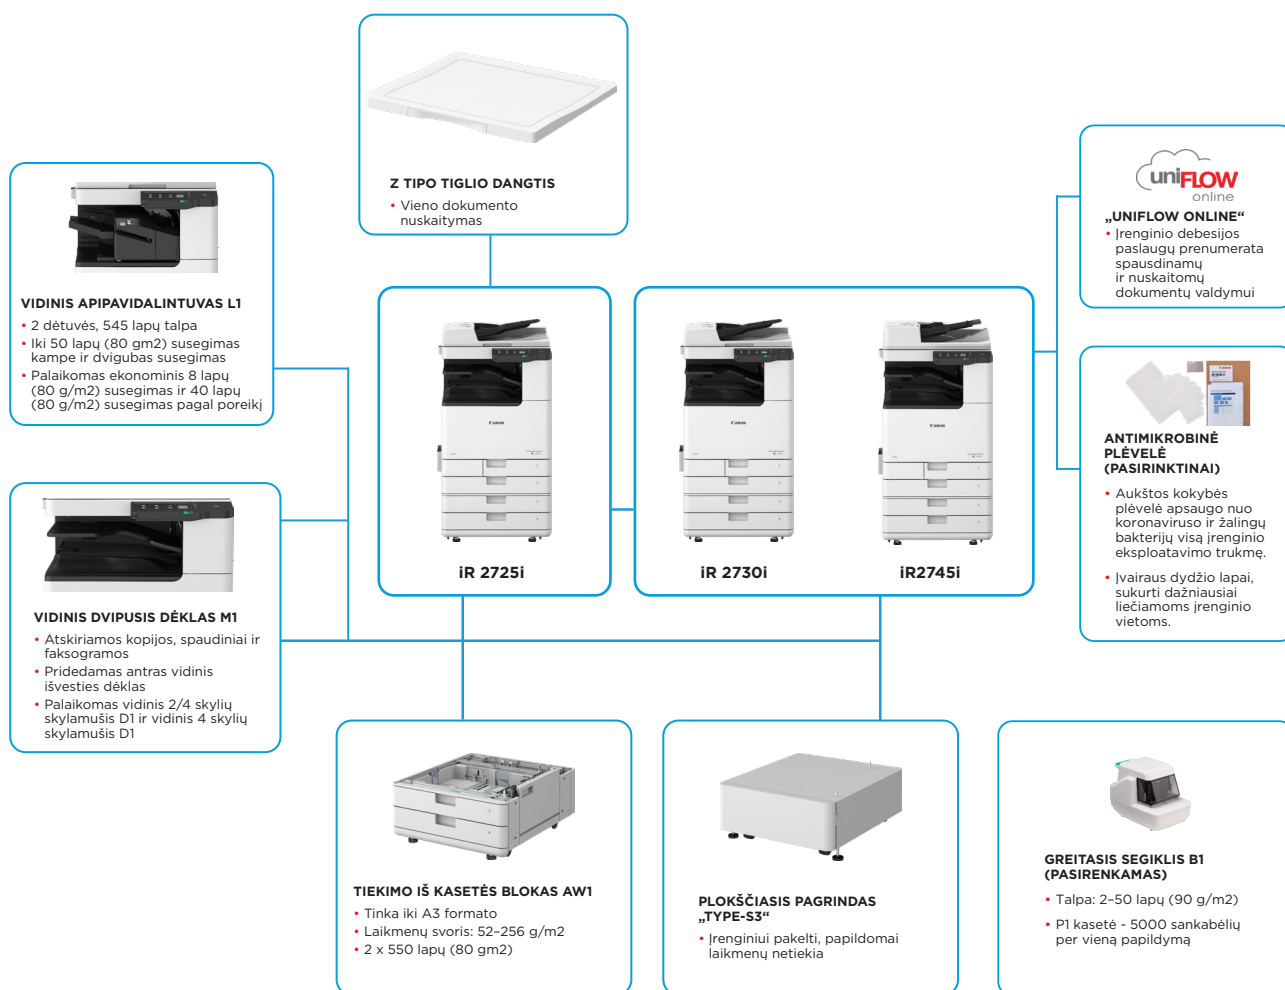 Z TIPO TIGLIO DANGTIS
• Vieno dokumento
nuskaitymas
VIDINIS APIPAVIDALINTUVAS L1
• 2 dėtuvės, 545 lapų talpa
• Iki 50 lapų (80 gm2) susegimas
kampe ir dvigubas susegimas
• Palaikomas ekonominis 8 lapų
(80 g/m2) susegimas ir 40 lapų
(80 g/m2) susegimas pagal poreikį
uniFLOW
online
„UNIFLOW ONLINE“
• Įrenginio debesijos
paslaugų prenumerata
spausdinamų
ir nuskaitomų
dokumentų valdymui
Canon
Canon
Canon
iR 2725i
iR 2730i
iR2745i
ANTIMIKROBINĖ
PLĖVELĖ
(PASIRINKTINAI)
• Aukštos kokybės
plėvelė apsaugo nuo
koronaviruso ir žalingų
bakterijų visą įrenginio
eksploatavimo trukmę.
• Įvairaus dydžio lapai,
sukurti dažniausiai
liečiamoms įrenginio
vietoms.
VIDINIS DVIPUSIS DĖKLAS M1
• Atskiriamos kopijos, spaudiniai ir
faksogramos
• Pridedamas antras vidinis
išvesties dėklas
• Palaikomas vidinis 2/4 skylių
skylamušis D1 ir vidinis 4 skylių
skylamušis D1
TIEKIMO IŠ KASETĖS BLOKAS AW1
• Tinka iki A3 formato
• Laikmenų svoris: 52–256 g/m2
• 2 x 550 lapų (80 gm2)
PLOKŠČIASIS PAGRINDAS
„TYPE-S3“
• Įrenginiui pakelti, papildomai
laikmenų netiekia
GREITASIS SEGIKLIS B1
(PASIRENKAMAS)
• Talpa: 2–50 lapų (90 g/m2)
• P1 kasetė - 5000 sankabėlių
per vieną papildymą